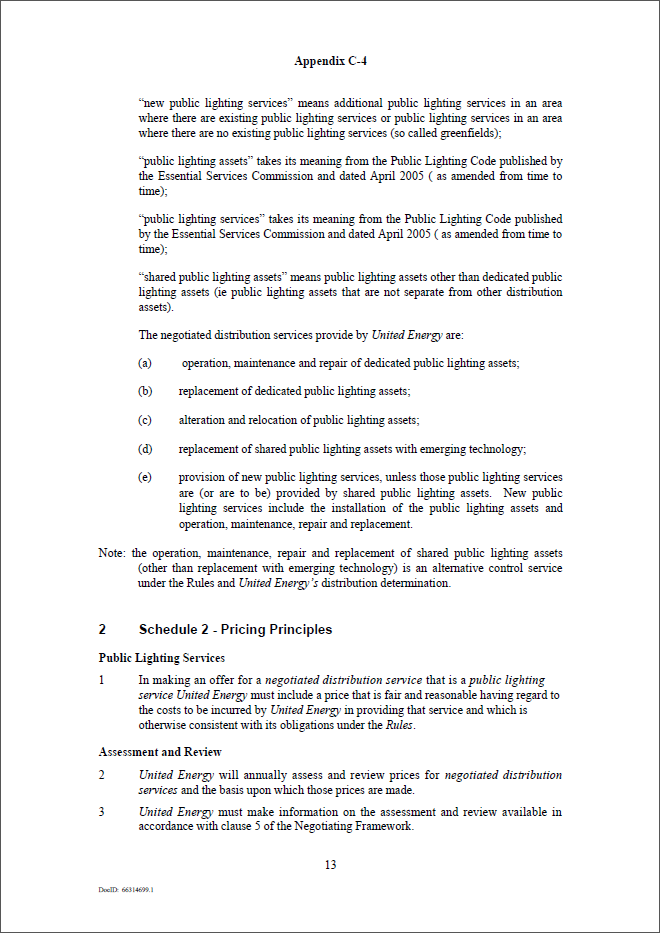 Appendix C-4
“new public lighting services” means additional public lighting services in an area
where there are existing public lighting services or public lighting services in an area
where there are no existing public lighting services (so called greenfields);
“public lighting assets” takes its meaning from the Public Lighting Code published by
the Essential Services Commission and dated April 2005 ( as amended from time to
time);
“public lighting services” takes its meaning from the Public Lighting Code published
by the Essential Services Commission and dated April 2005 ( as amended from time to
time);
“shared public lighting assets” means public lighting assets other than dedicated public
lighting assets (ie public lighting assets that are not separate from other distribution
assets).
The negotiated distribution services provide by United Energy are:
(a) operation, maintenance and repair of dedicated public lighting assets;
(b) replacement of dedicated public lighting assets;
(c) alteration and relocation of public lighting assets;
(d) replacement of shared public lighting assets with emerging technology;
(e) provision of new public lighting services, unless those public lighting services
are (or are to be) provided by shared public lighting assets. New public
lighting services include the installation of the public lighting assets and
operation, maintenance, repair and replacement.
Note: the operation, maintenance, repair and replacement of shared public lighting assets
(other than replacement with emerging technology) is an alternative control service
under the Rules and United Energy’s distribution determination.
2 Schedule 2 - Pricing Principles
Public Lighting Services
1 In making an offer for a negotiated distribution service that is a public lighting
service United Energy must include a price that is fair and reasonable having regard to
the costs to be incurred by United Energy in providing that service and which is
otherwise consistent with its obligations under the Rules.
Assessment and Review
2 United Energy will annually assess and review prices for negotiated distribution
services and the basis upon which those prices are made.
3 United Energy must make information on the assessment and review available in
accordance with clause 5 of the Negotiating Framework.
13
DocID: 66314699.1